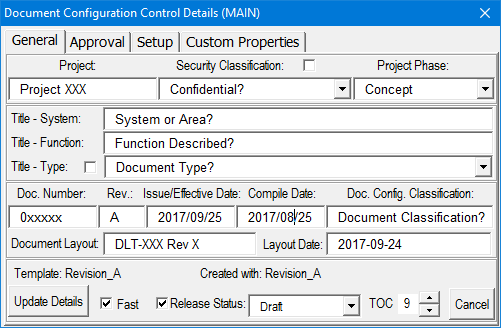 Document Configuration Control Details (MAIN)
General Approval Setup Custom Properties
Project: Security Classification: Project Phase:
Project XXX Confidential? Concept
Title - System: System or Area?
Title - Function: Function Described?
Title - Type: Document Type?
Doc. Number: Rev.: Issue/Effective Date: Compile Date: Doc. Config. Classification:
0xxxxx A 2017/09/25 2017/08/25 Document Classification?
Document Layout: DLT-XXX Rev X Layout Date: 2017-09-24
Template: Revision_A Created with: Revision_A
Update Details Fast Release Status: Draft TOC 9 Cancel